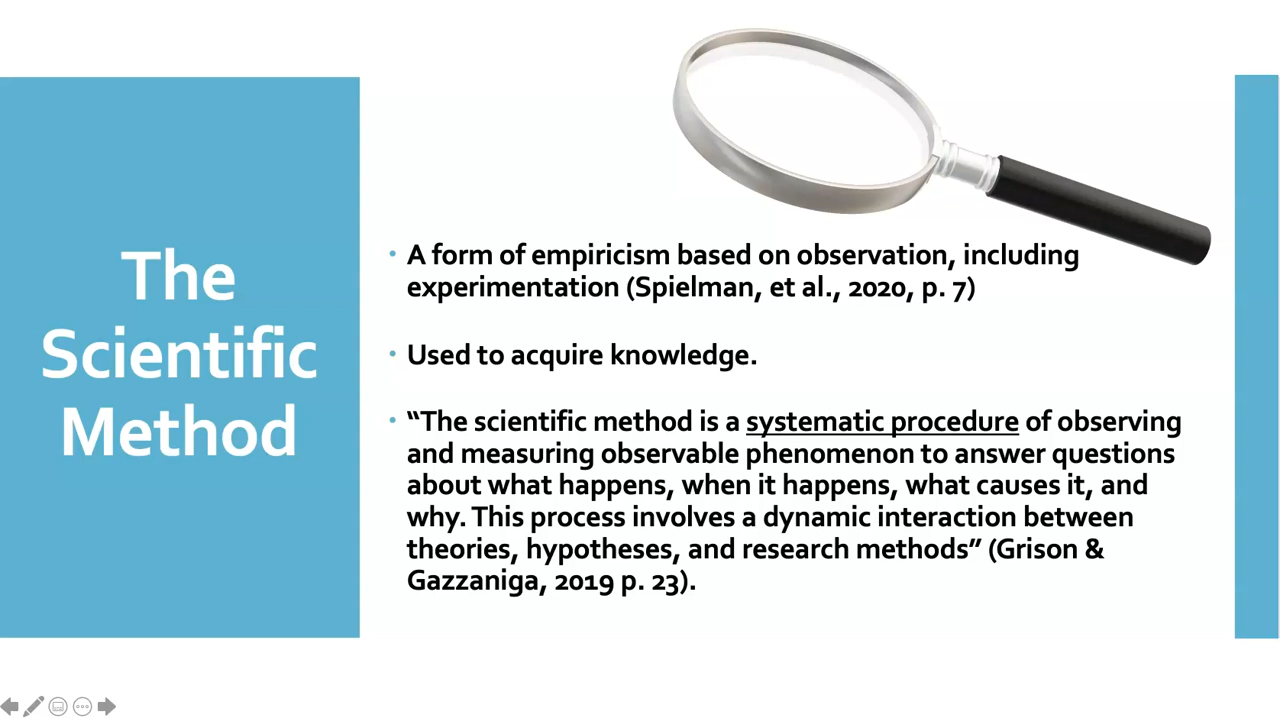 The
Scientific
Method
• A form of empiricism based on observation, including
experimentation (Spielman, et al., 2020, p. 7)
• Used to acquire knowledge.
• “The scientific method is a systematic procedure of observing
and measuring observable phenomenon to answer questions
about what happens, when it happens, what causes it, and
why. This process involves a dynamic interaction between
theories, hypotheses, and research methods” (Grison &
Gazzaniga, 2019 p. 23).